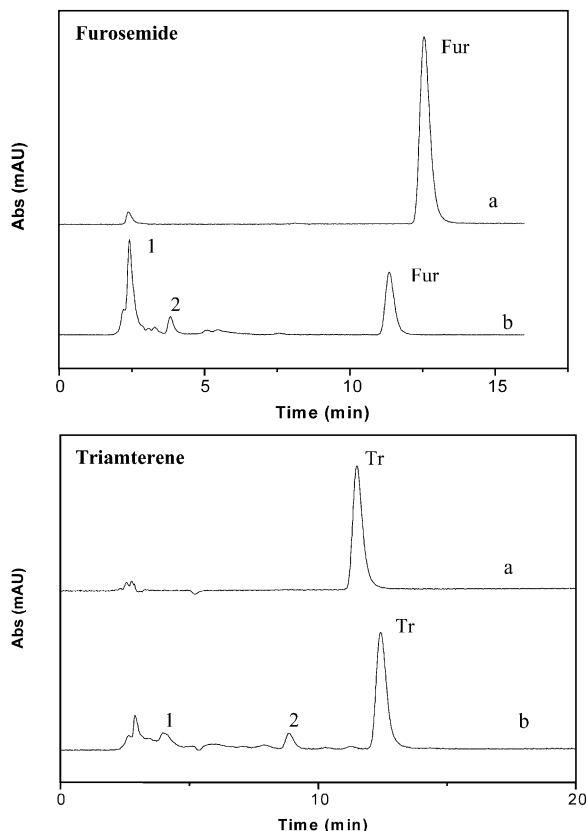 Furosemide
Fur
Abs (mAU)
a
1
2
Fur
b
0 5 10 15
Time (min)
Triamterene
Tr
Abs (mAU)
a
Tr
1
2
b
0 10 20
Time (min)